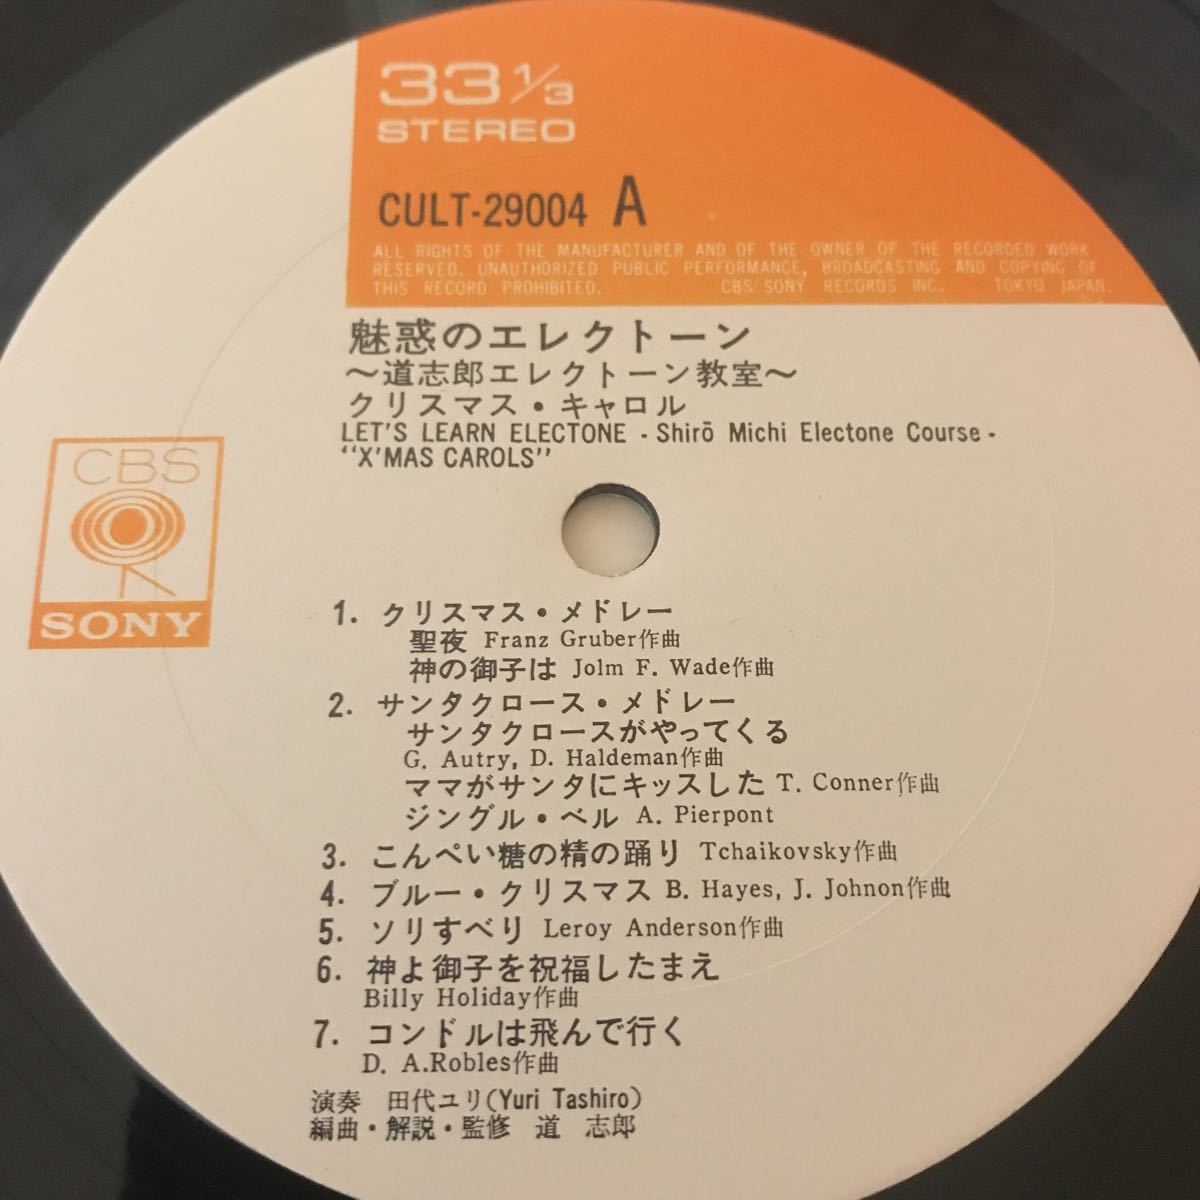 33 1/3
STEREO
CULT-29004 A
ALL RIGHTS OF THE MANUFACTURER AND OF THE OWNER OF THE RECORDED WORK
RESERVED. UNAUTHORIZED PUBLIC PERFORMANCE, BROADCASTING AND COPYING OF
THIS RECORD PROHIBITED. CBS/SONY RECORDS INC. TOKYO JAPAN.
魅惑のエレクトーン
〜道志郎エレクトーン教室〜
クリスマス・キャロル
LET'S LEARN ELECTONE - Shirō Michi Electone Course -
"X'MAS CAROLS"
CBS
SONY
1. クリスマス・メドレー
聖夜 Franz Gruber作曲
神の御子は Jolm F. Wade作曲
2. サンタクロース・メドレー
サンタクロースがやってくる
G. Autry, D. Haldeman作曲
ママがサンタにキッスした T. Conner作曲
ジングル・ベル A. Pierpont
3. こんぺい糖の精の踊り Tchaikovsky作曲
4. ブルー・クリスマス B. Hayes, J. Johnon作曲
5. ソリすべり Leroy Anderson作曲
6. 神よ御子を祝福したまえ
Billy Holiday作曲
7. コンドルは飛んで行く
D. A.Robles作曲
演奏 田代ユリ(Yuri Tashiro)
編曲・解説・監修 道 志郎